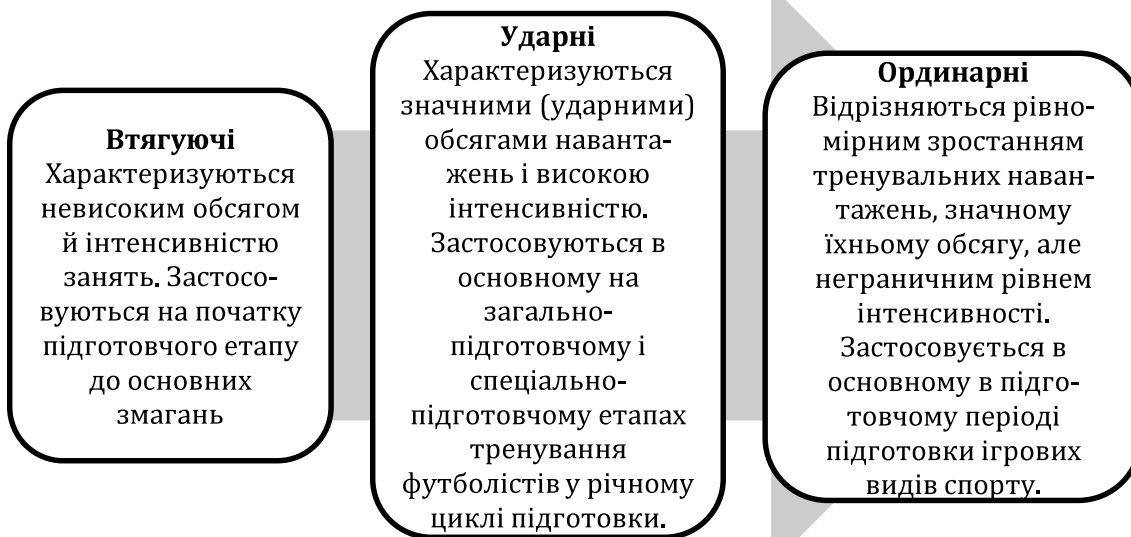 Втягуючі
Характеризуються
невисоким обсягом
й інтенсивністю
занять. Застосо-
вуються на початку
підготовчого етапу
до основних
змагань
Ударні
Характеризуються
значними (ударними)
обсягами наванта-
жень і високою
інтенсивністю.
Застосовуються в
основному на
загально-
підготовчому і
спеціально-
підготовчому етапах
тренування
футболістів у річному
циклі підготовки.
Ординарні
Відрізняються рівно-
мірним зростанням
тренувальних наван-
тажень, значному
їхньому обсягу, але
неграничним рівнем
інтенсивності.
Застосовується в
основному в підго-
товчому періоді
підготовки ігрових
видів спорту.